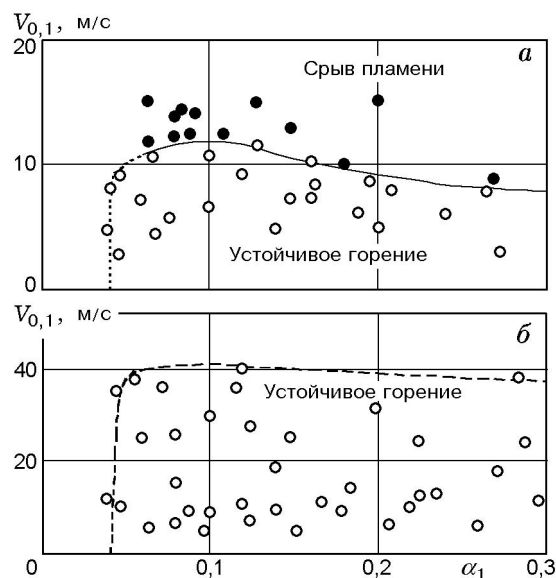 V0,1, м/с
20
а
Срыв пламени
10
Устойчивое горение
0
V0,1, м/с
б
40
Устойчивое горение
20
0
0,1
0,2
α1
0,3